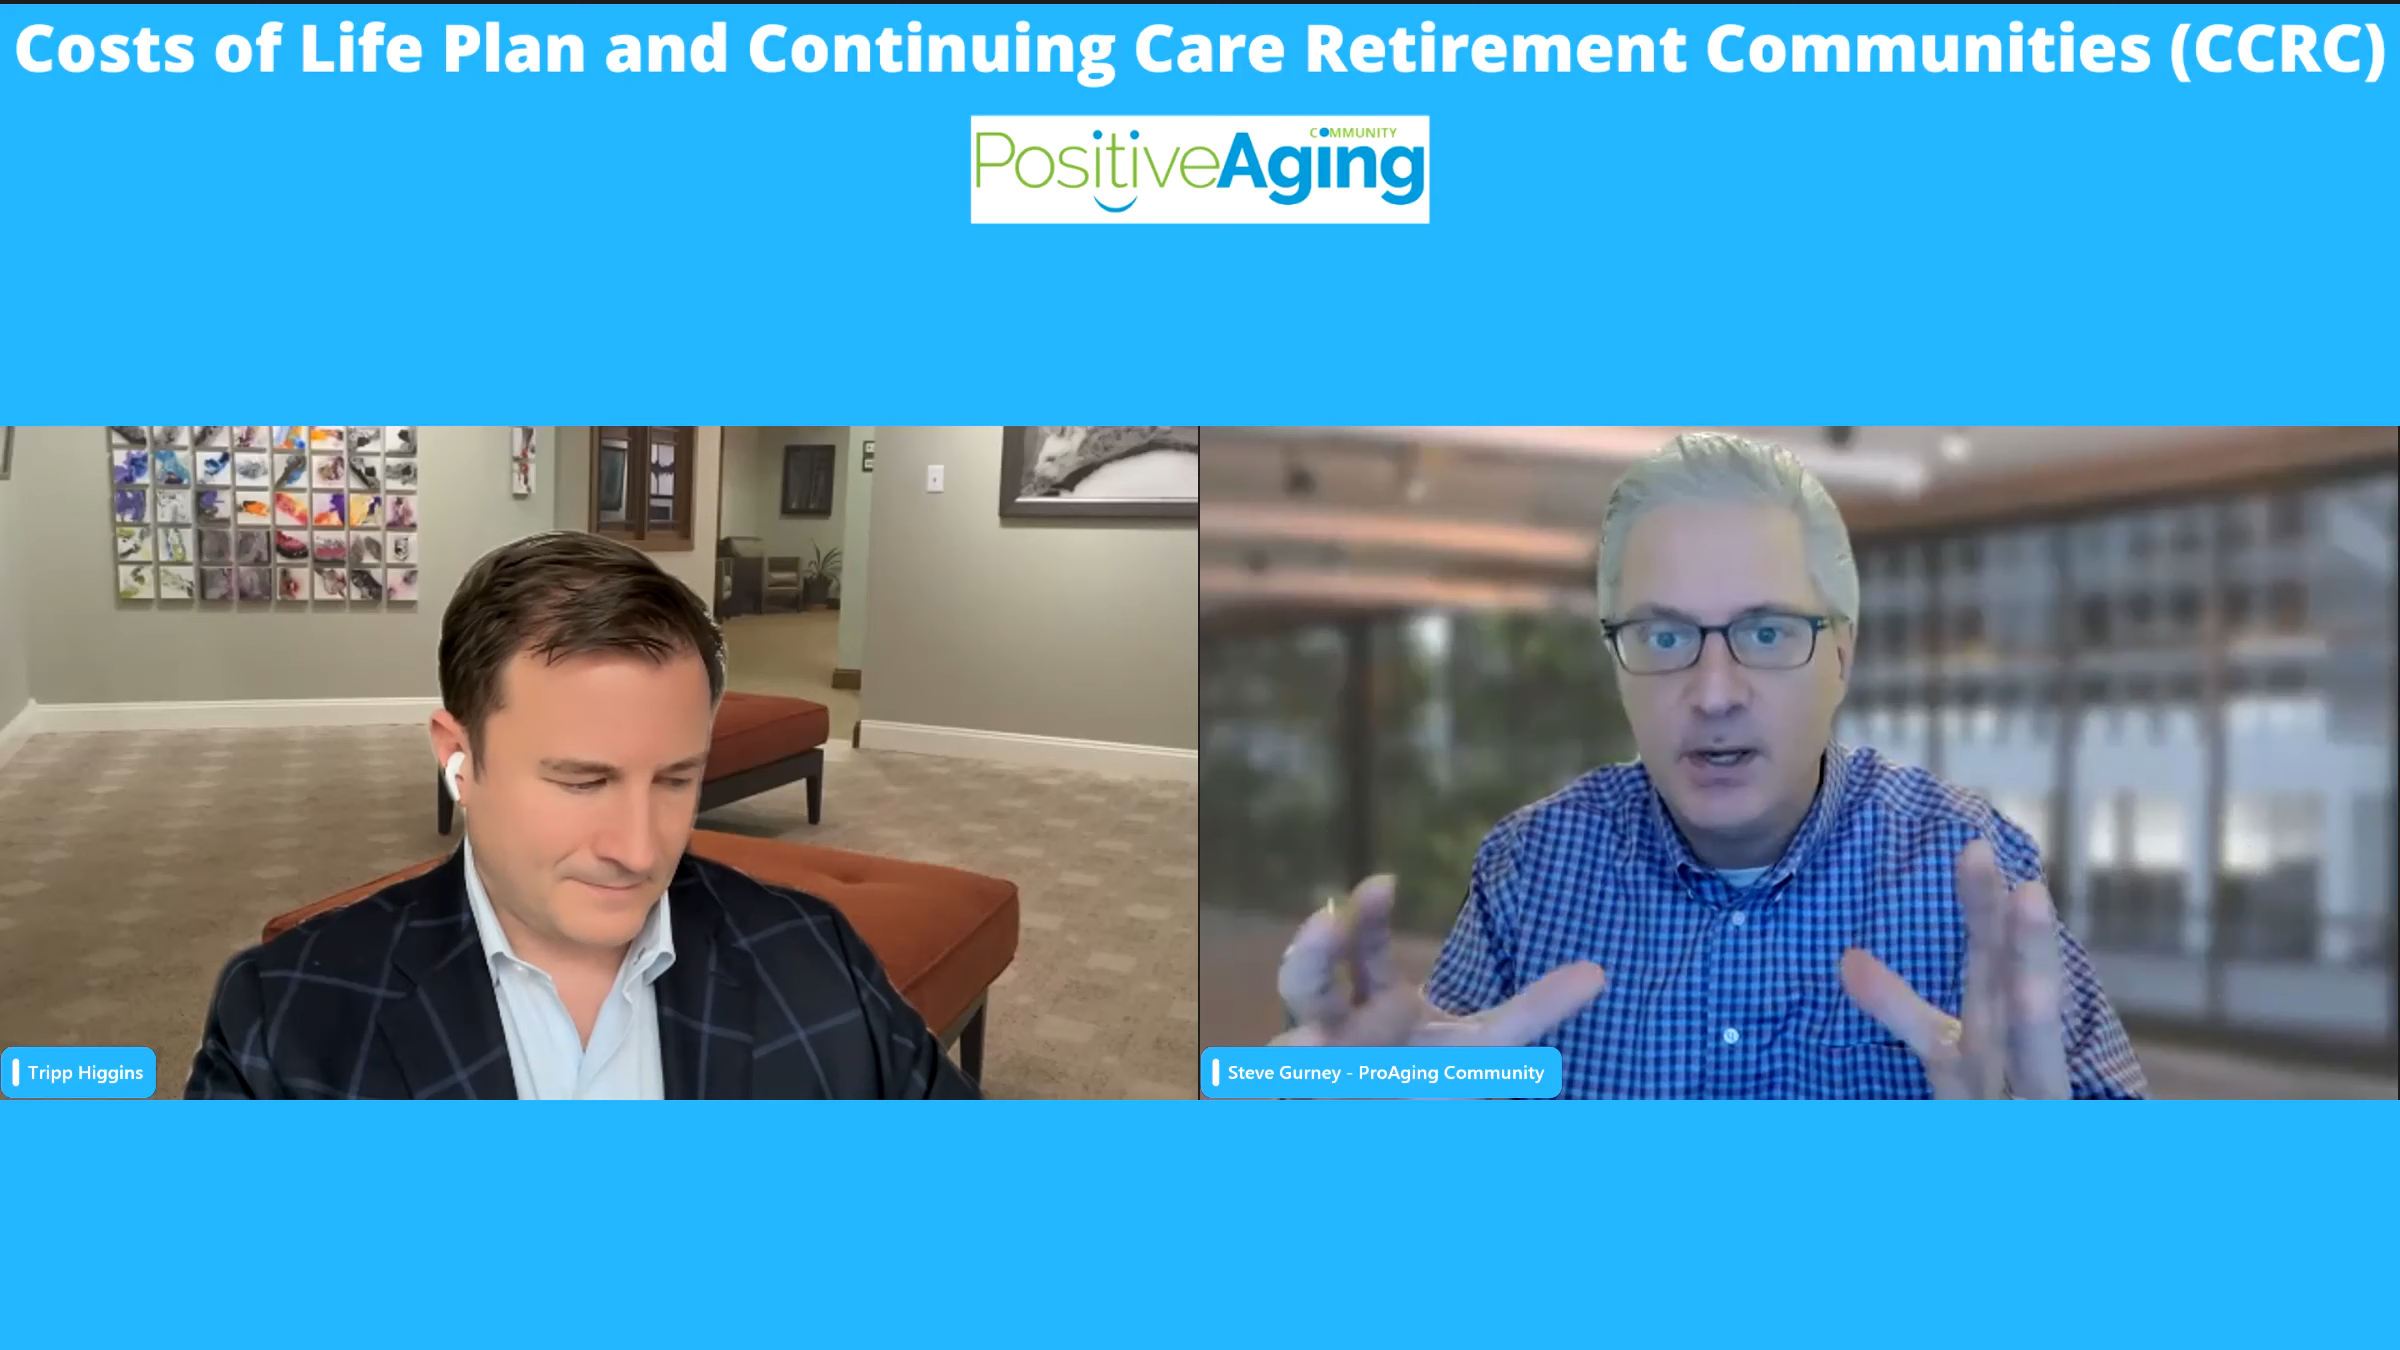 Costs of Life Plan and Continuing Care Retirement Communities (CCRC)
COMMUNITY
PositiveAging
Tripp Higgins
Steve Gurney - ProAging Community